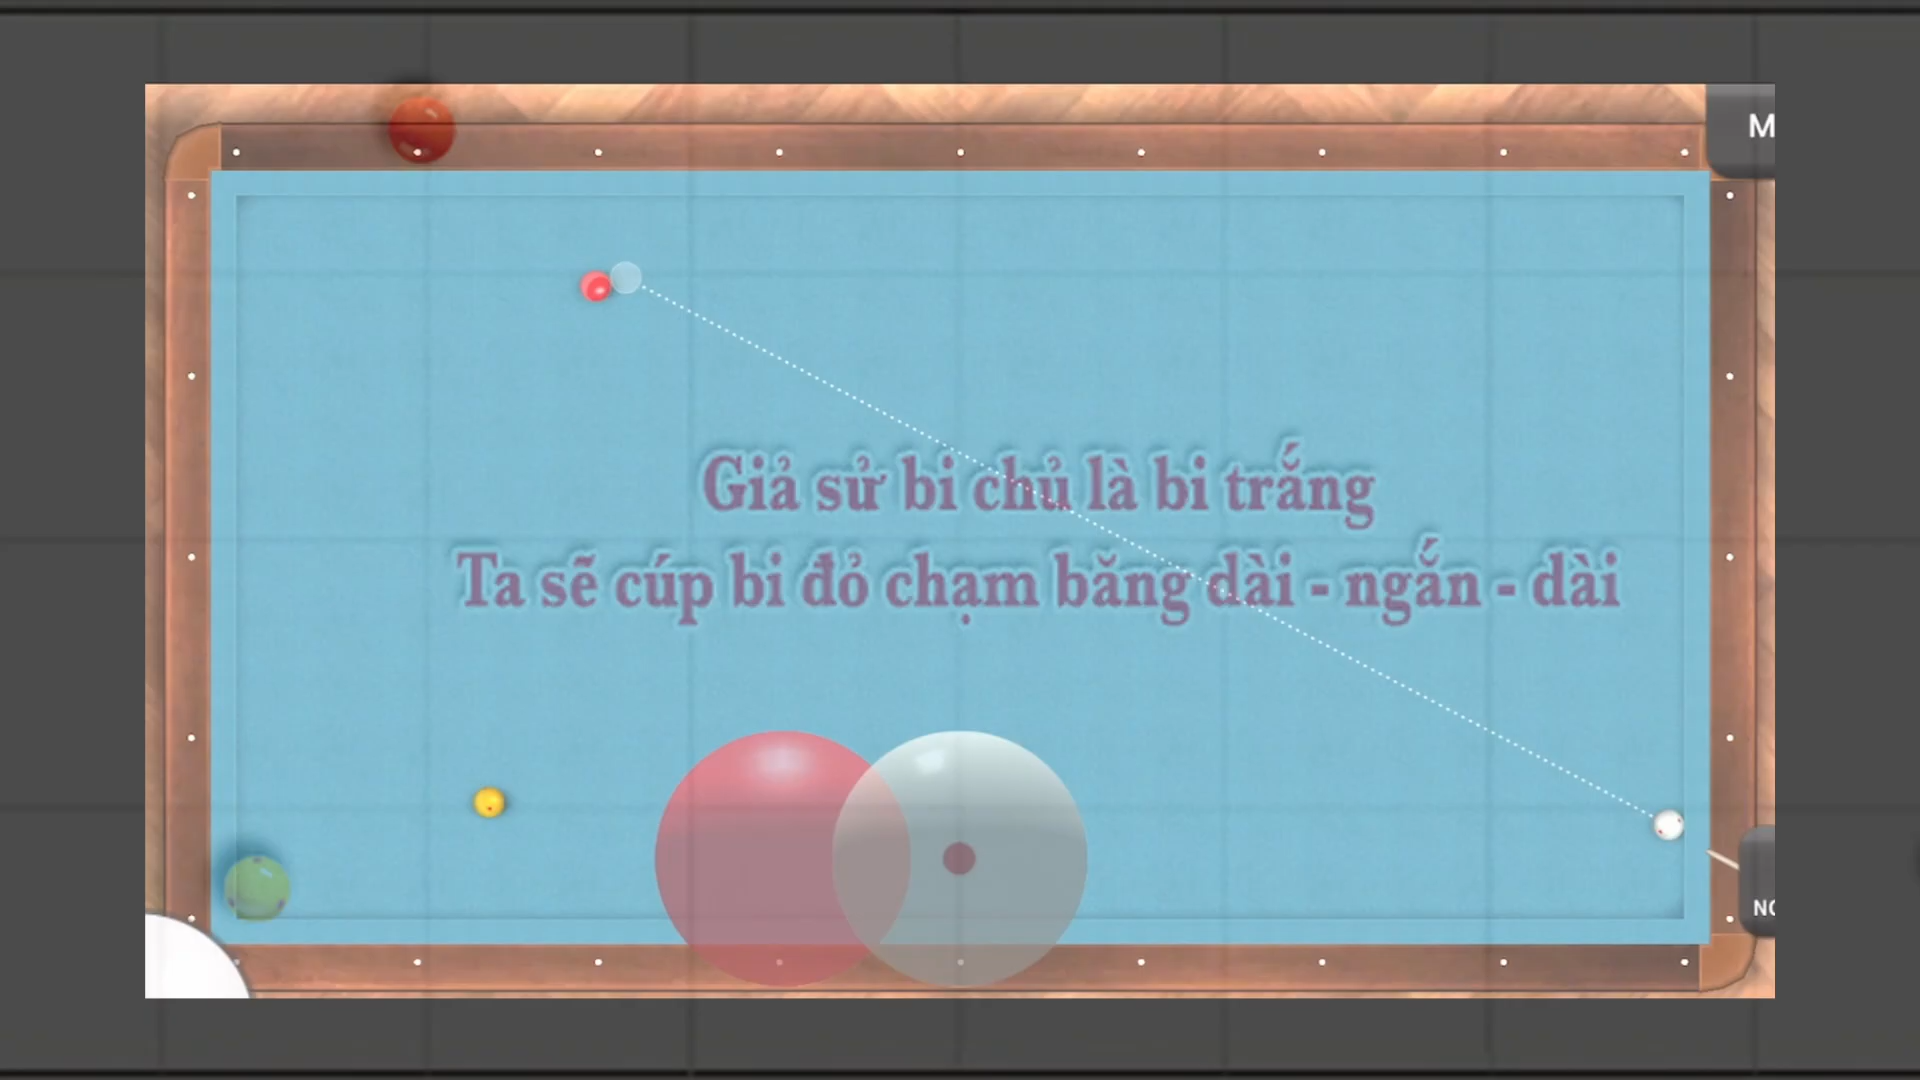 M
Giả sử bi chủ là bi trắng
Ta sẽ cúp bi đỏ chạm băng dài - ngắn - dài